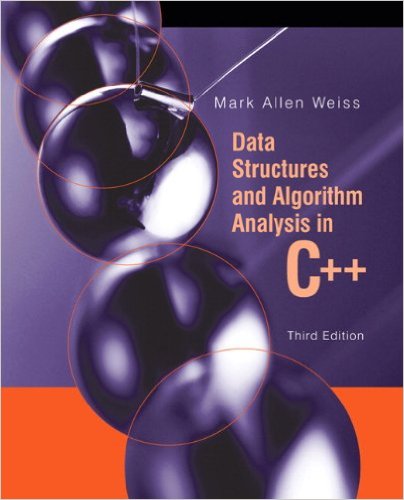 Mark Allen Weiss
Data
Structures
and Algorithm
Analysis in
C++
Third Edition